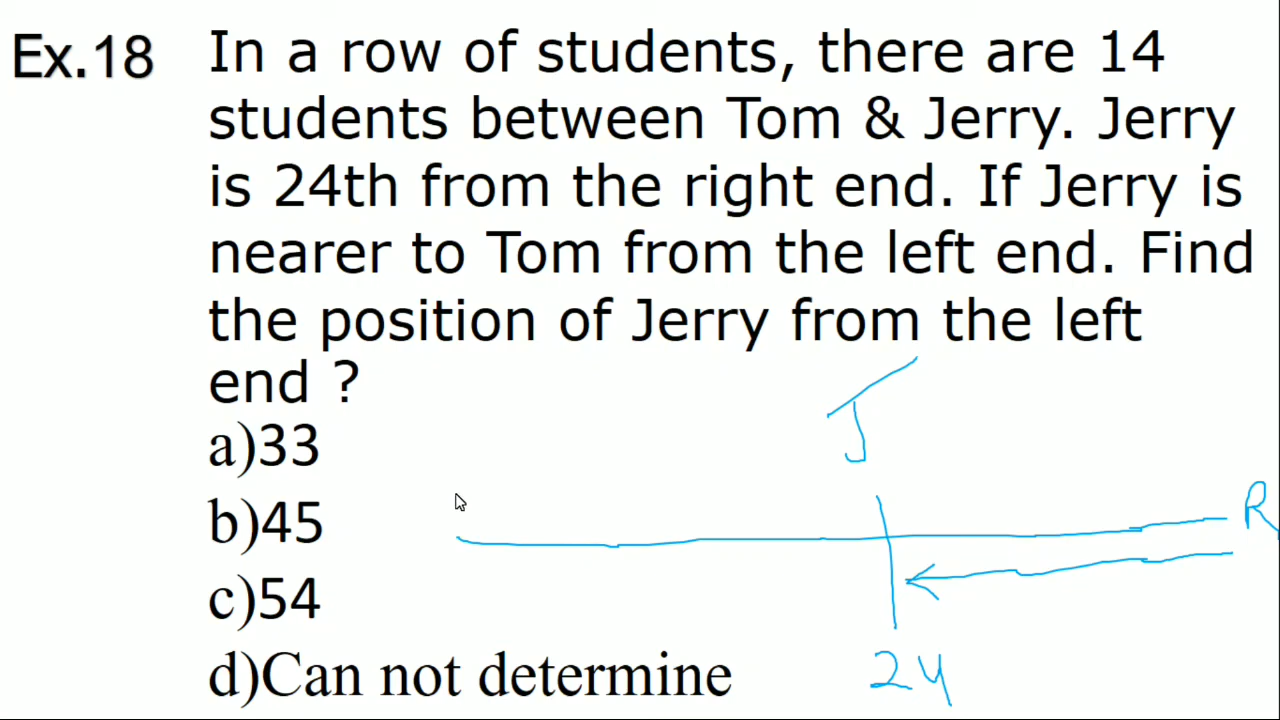 Ex.18 In a row of students, there are 14
students between Tom & Jerry. Jerry
is 24th from the right end. If Jerry is
nearer to Tom from the left end. Find
the position of Jerry from the left
end ?
a)33
b)45
c)54
d)Can not determine
J
R
24